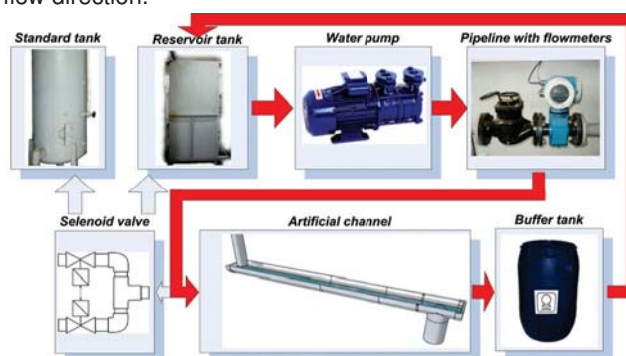 flow direction.
Standard tank
Reservoir tank
Water pump
Pipeline with flowmeters
Selenoid valve
Artificial channel
Buffer tank